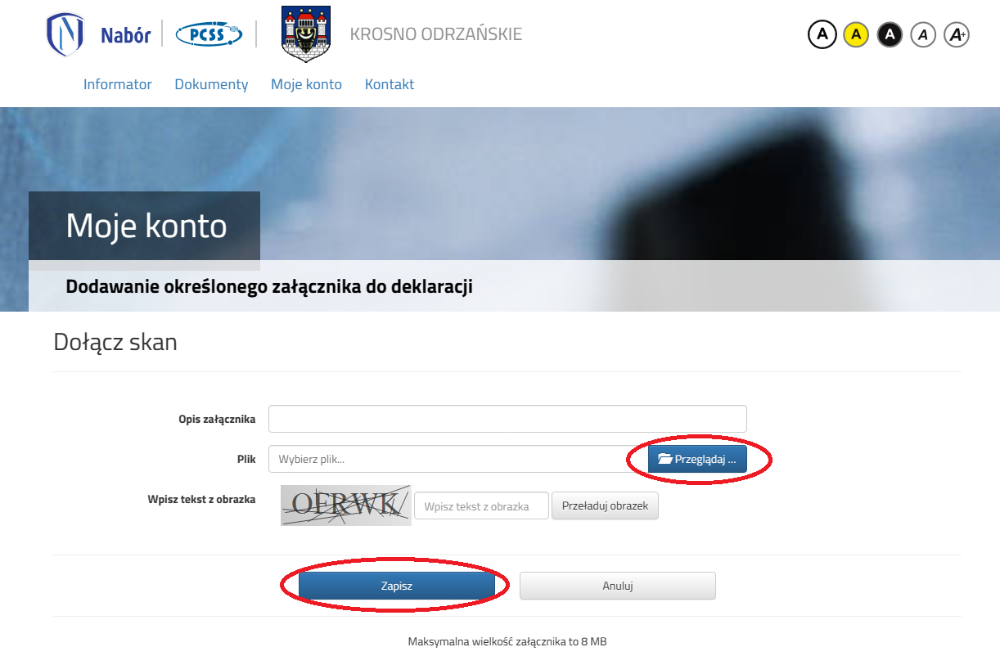 Nabór
PCSS
KROSNO ODRZAŃSKIE
A A A A A+
Informator Dokumenty Moje konto Kontakt
Moje konto
Dodawanie określonego załącznika do deklaracji
Dołącz skan
Opis załącznika
Plik Wybierz plik... Przeglądaj ...
Wpisz tekst z obrazka OFRWK Wpisz tekst z obrazka Przeładuj obrazek
Zapisz Anuluj
Maksymalna wielkość załącznika to 8 MB